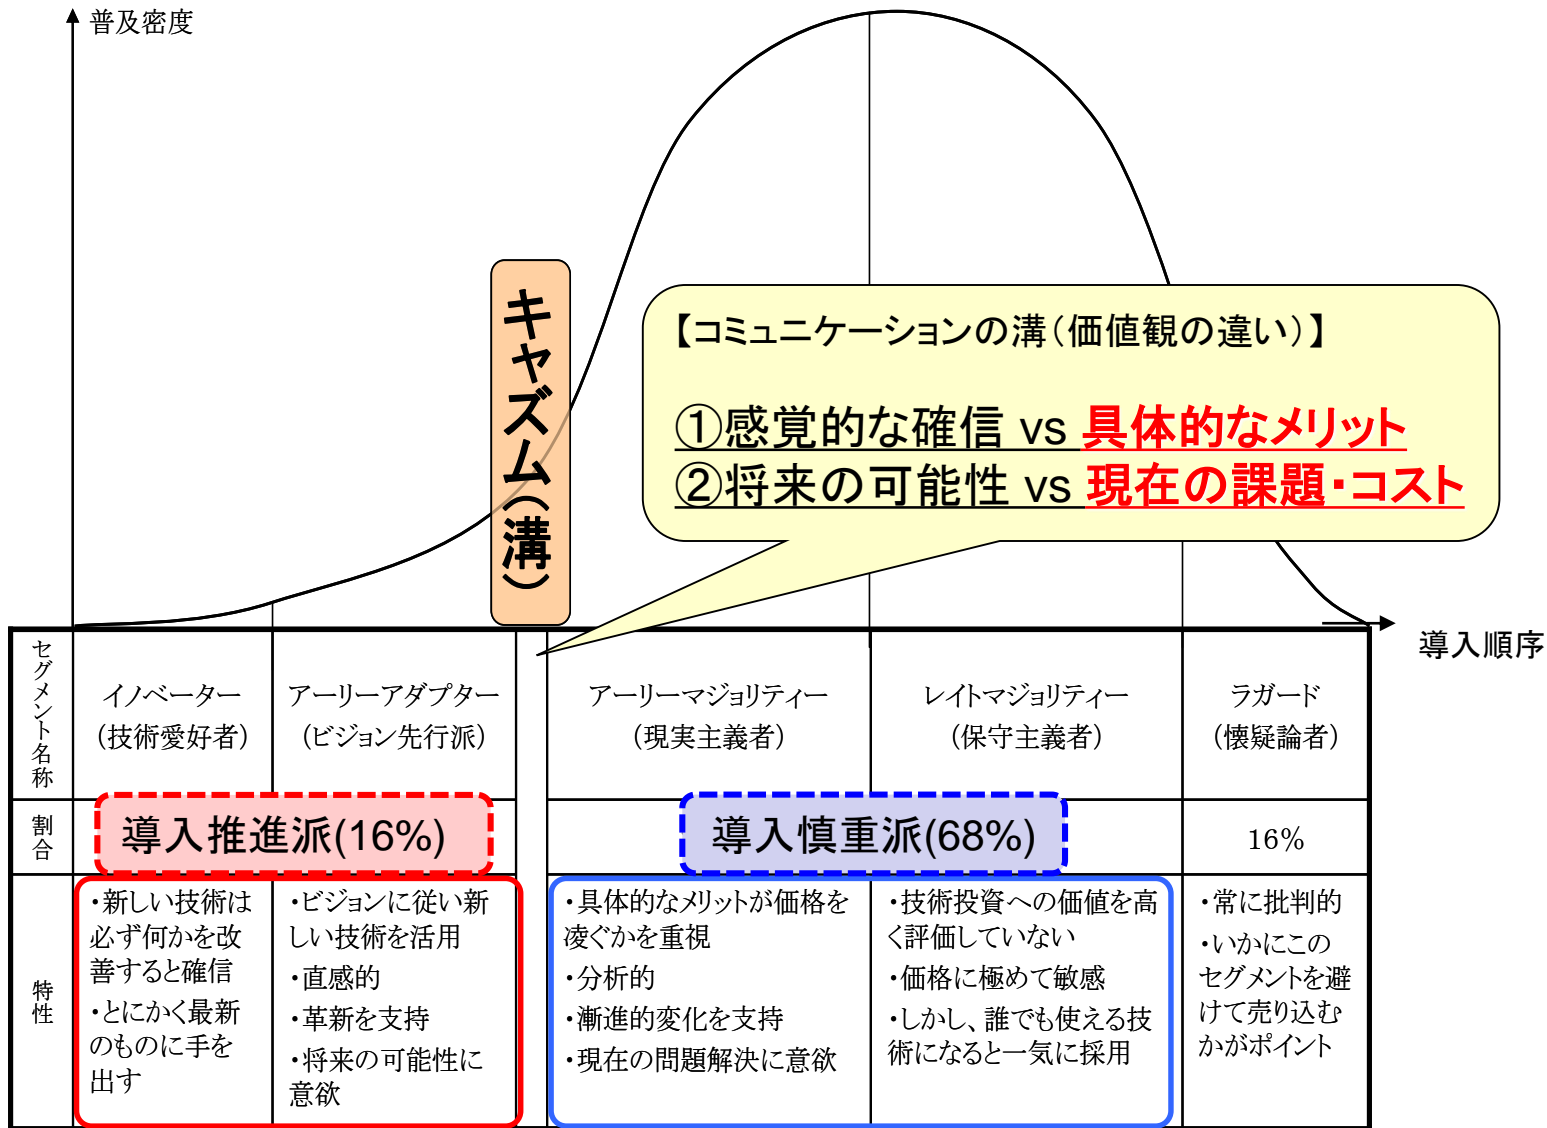 普及密度
キャズム(溝)
【コミュニケーションの溝(価値観の違い)】
①感覚的な確信 vs 具体的なメリット
②将来の可能性 vs 現在の課題・コスト
導入順序
セグメント名称
イノベーター
(技術愛好者)
アーリーアダプター
(ビジョン先行派)
アーリーマジョリティー
(現実主義者)
レイトマジョリティー
(保守主義者)
ラガード
(懐疑論者)
割合
導入推進派(16%)
導入慎重派(68%)
16%
特性
・新しい技術は
必ず何かを改
善すると確信
・とにかく最新
のものに手を
出す
・ビジョンに従い新
しい技術を活用
・直感的
・革新を支持
・将来の可能性に
意欲
・具体的なメリットが価格を
凌ぐかを重視
・分析的
・漸進的変化を支持
・現在の問題解決に意欲
・技術投資への価値を高
く評価していない
・価格に極めて敏感
・しかし、誰でも使える技
術になると一気に採用
・常に批判的
・いかにこの
セグメントを避
けて売り込む
かがポイント